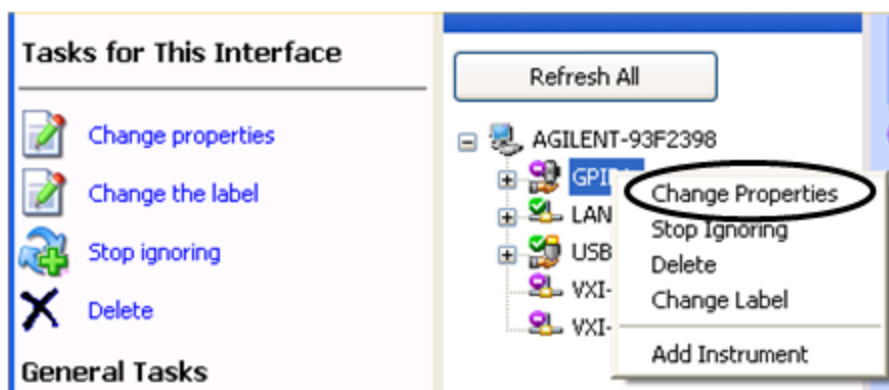 Tasks for This Interface
Change properties
Change the label
Stop ignoring
Delete
General Tasks
Refresh All
AGILENT-93F2398
LAN
USB
VXI-
VXI-
Change Properties
Stop Ignoring
Delete
Change Label
Add Instrument